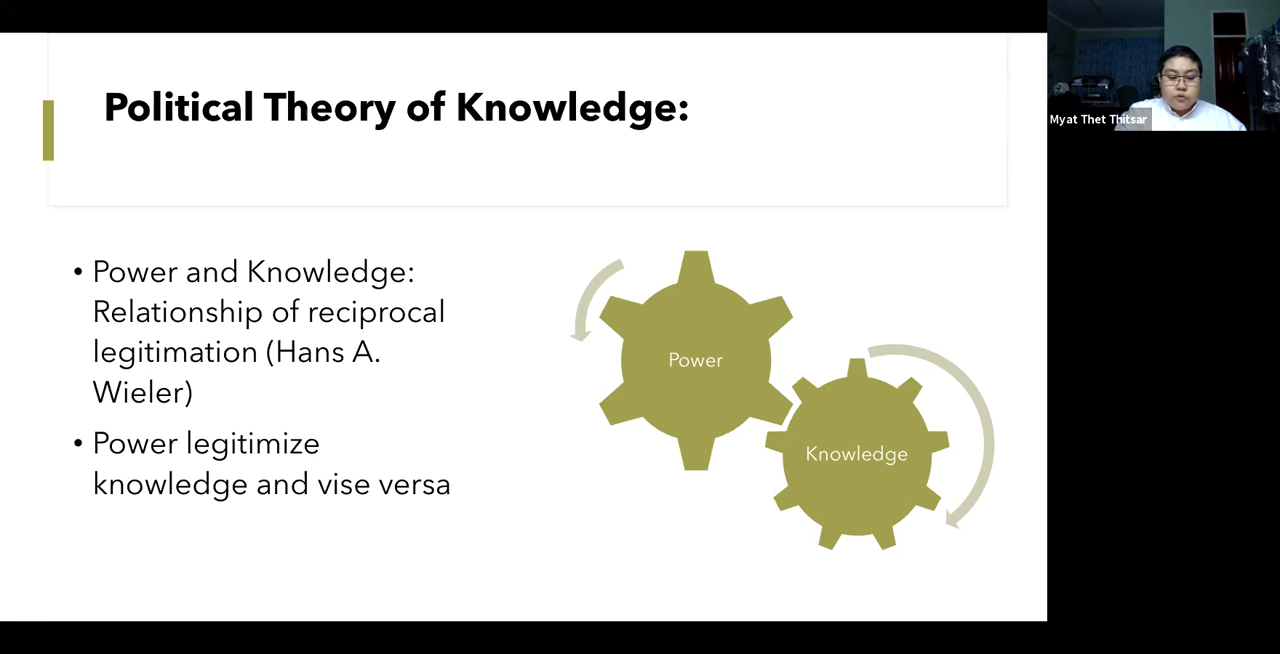 Political Theory of Knowledge:
• Power and Knowledge:
Relationship of reciprocal
legitimation (Hans A.
Wieler)
• Power legitimize
knowledge and vise versa
Power
Knowledge
Myat Thet Thitsar